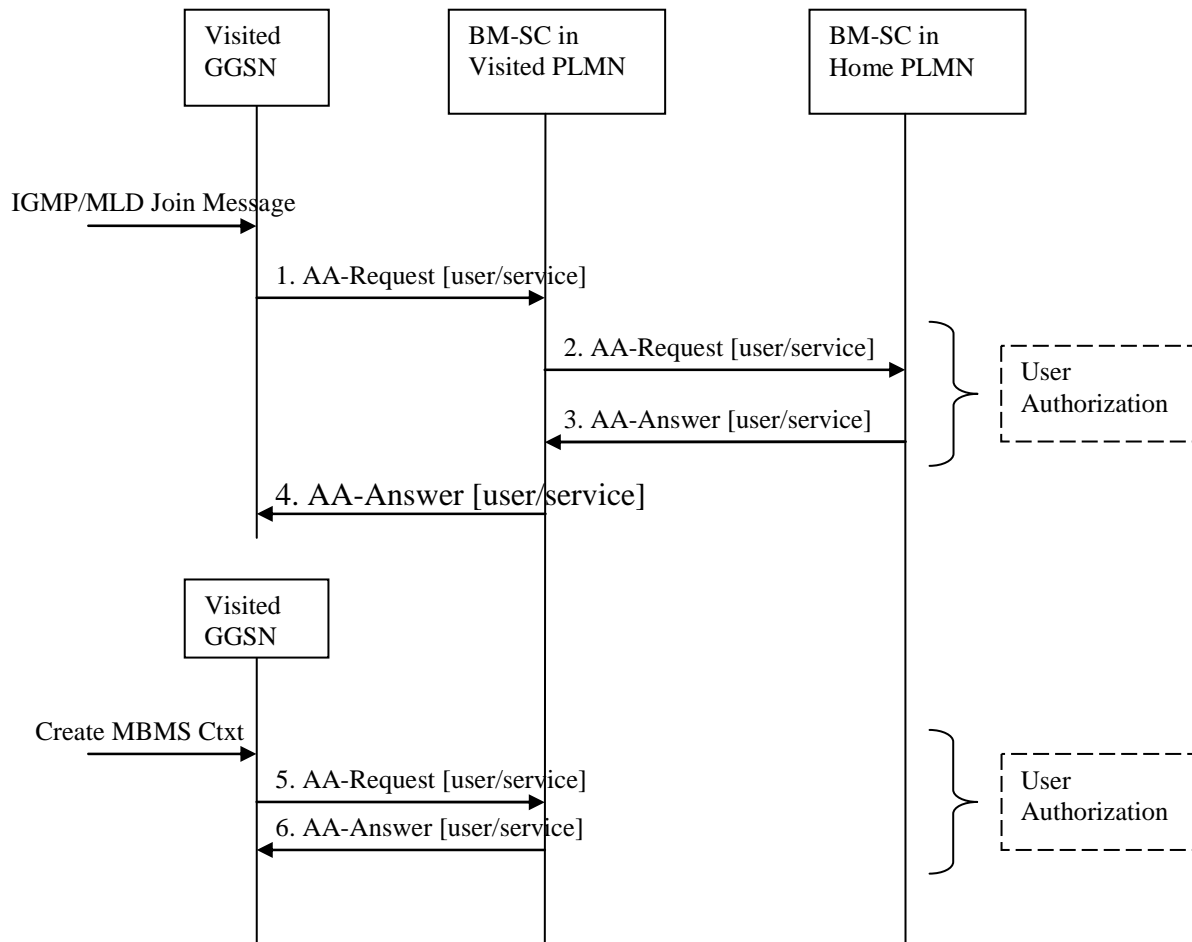 Visited
GGSN
BM-SC in
Visited PLMN
BM-SC in
Home PLMN
IGMP/MLD Join Message
1. AA-Request [user/service]
2. AA-Request [user/service]
User
Authorization
3. AA-Answer [user/service]
4. AA-Answer [user/service]
Visited
GGSN
Create MBMS Ctxt
5. AA-Request [user/service]
User
Authorization
6. AA-Answer [user/service]